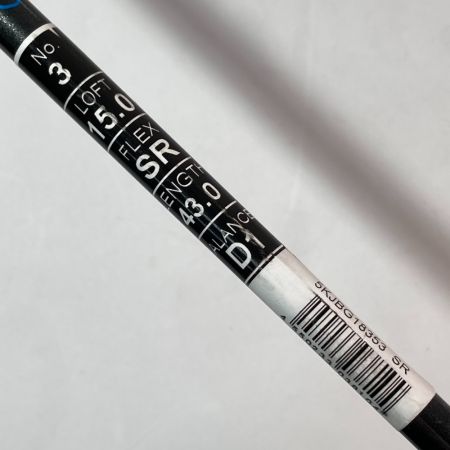 No.
3
LOFT
15.0
FLEX
SR
LENGTH
43.0
BALANCE
D1
5KJBG18353 SR